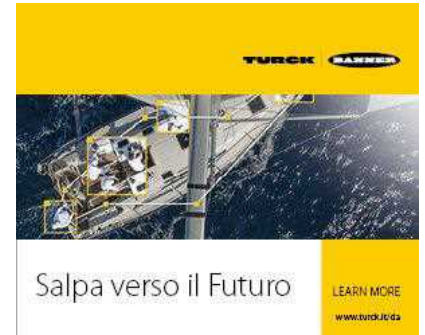 TURCK BANNER
Salpa verso il Futuro
LEARN MORE
www.turck.it/da